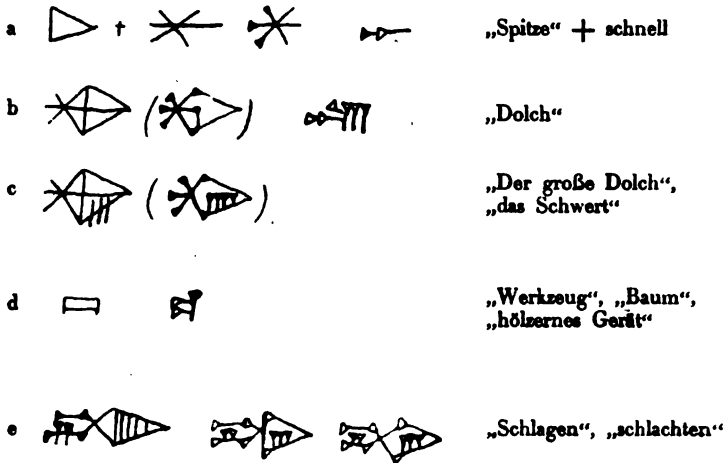 a „Spitze“ + schnell
b „Dolch“
c „Der große Dolch“,
„das Schwert“
d „Werkzeug“, „Baum“,
„hölzernes Gerät“
e „Schlagen“, „schlachten“